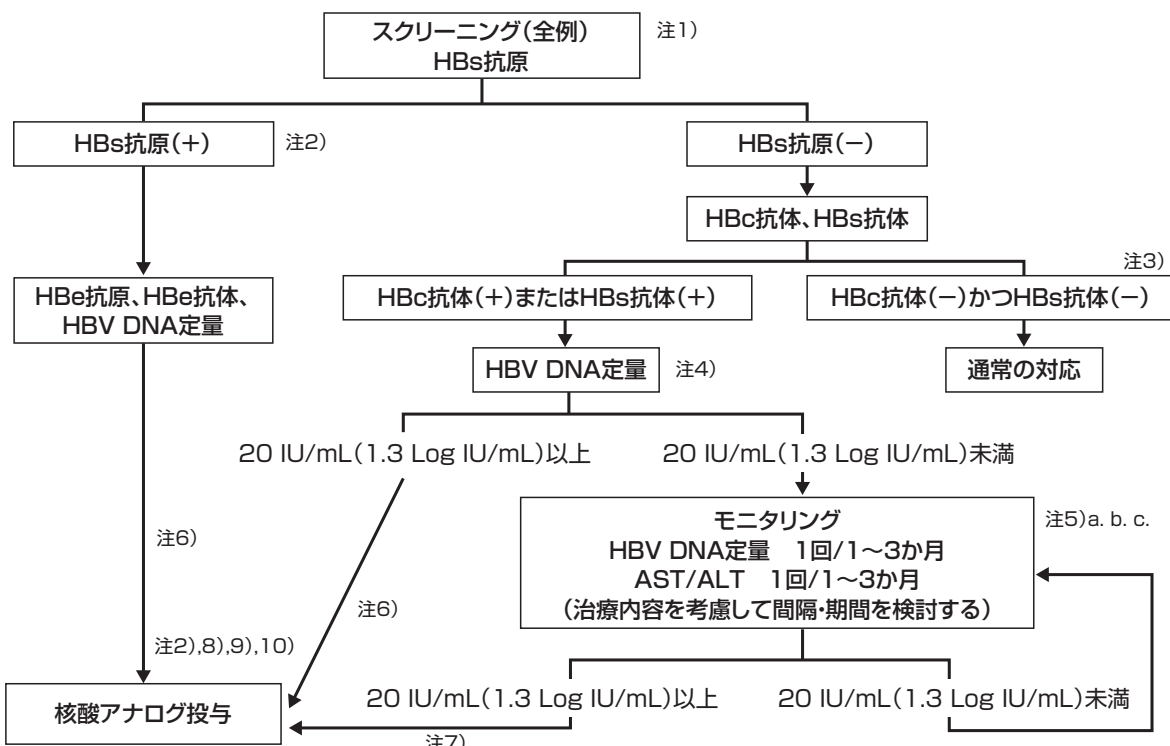 スクリーニング(全例)
HBs抗原
注1)
HBs抗原(+)
注2)
HBs抗原(−)
HBc抗体、HBs抗体
注3)
HBe抗原、HBe抗体、
HBV DNA定量
HBc抗体(+)またはHBs抗体(+)
HBc抗体(−)かつHBs抗体(−)
HBV DNA定量
注4)
通常の対応
20 IU/mL(1.3 Log IU/mL)以上
20 IU/mL(1.3 Log IU/mL)未満
モニタリング
HBV DNA定量 1回/1〜3か月
AST/ALT 1回/1〜3か月
(治療内容を考慮して間隔・期間を検討する)
注5)a. b. c.
注6)
注6)
注2),8),9),10)
核酸アナログ投与
20 IU/mL(1.3 Log IU/mL)以上
20 IU/mL(1.3 Log IU/mL)未満
注7)